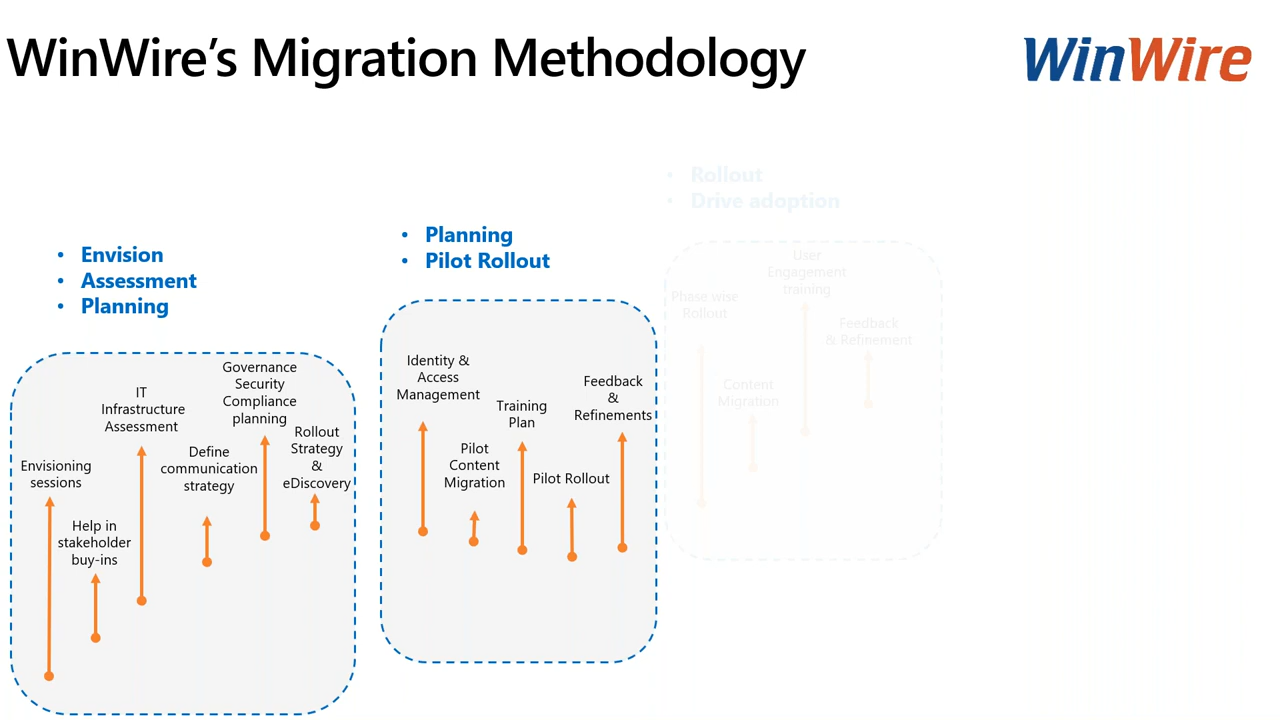 WinWire's Migration Methodology
WinWire
• Envision
• Assessment
• Planning
Envisioning
sessions
Help in
stakeholder
buy-ins
IT
Infrastructure
Assessment
Define
communication
strategy
Governance
Security
Compliance
planning
Rollout
Strategy
&
eDiscovery
• Planning
• Pilot Rollout
Identity &
Access
Management
Pilot
Content
Migration
Training
Plan
Pilot Rollout
Feedback
&
Refinements
• Rollout
• Drive adoption
Phase wise
Rollout
Content
Migration
User
Engagement
training
Feedback
& Refinement